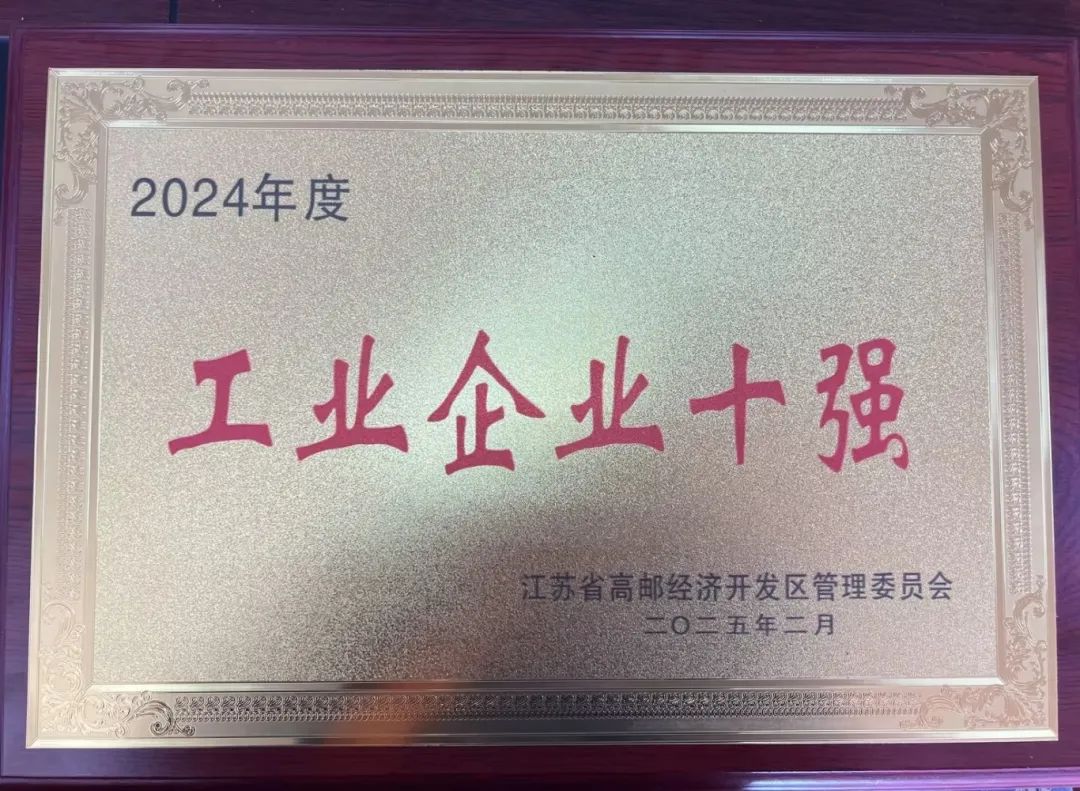 2024年度
工业企业十强
江苏省高邮经济开发区管理委员会
二〇二五年二月